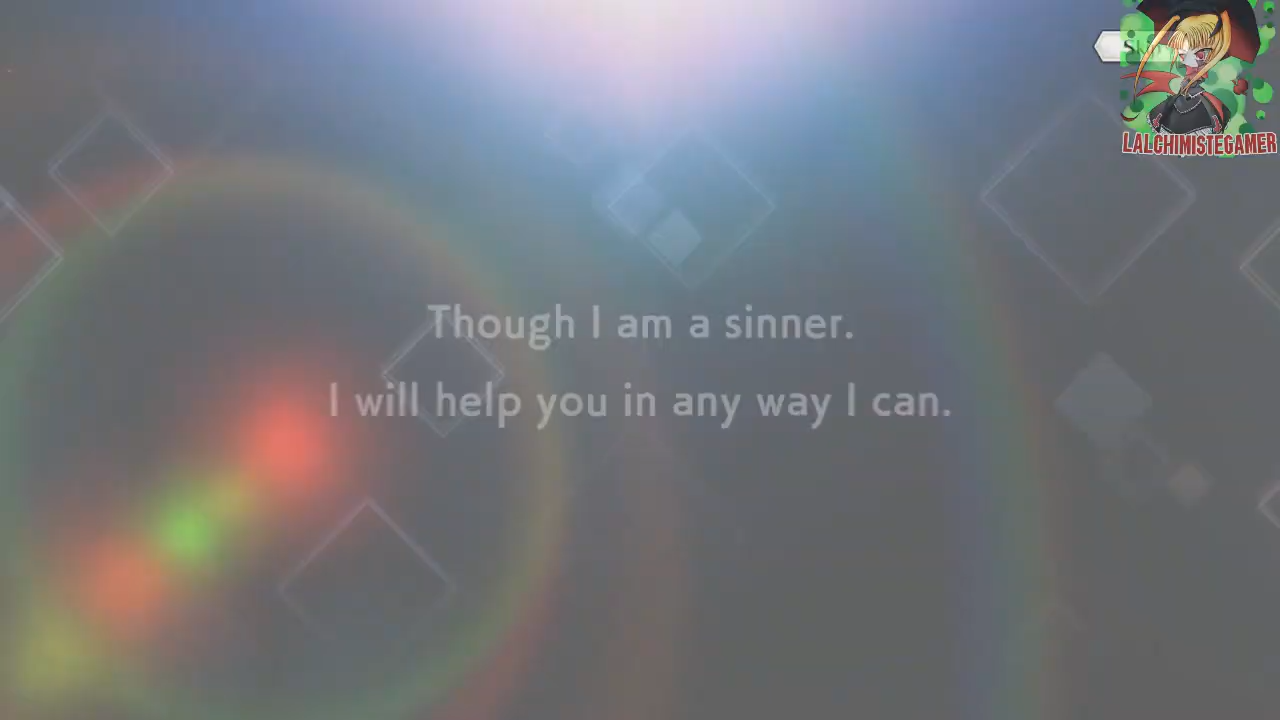 LALCHIMISTEGAMER
Though I am a sinner.
I will help you in any way I can.